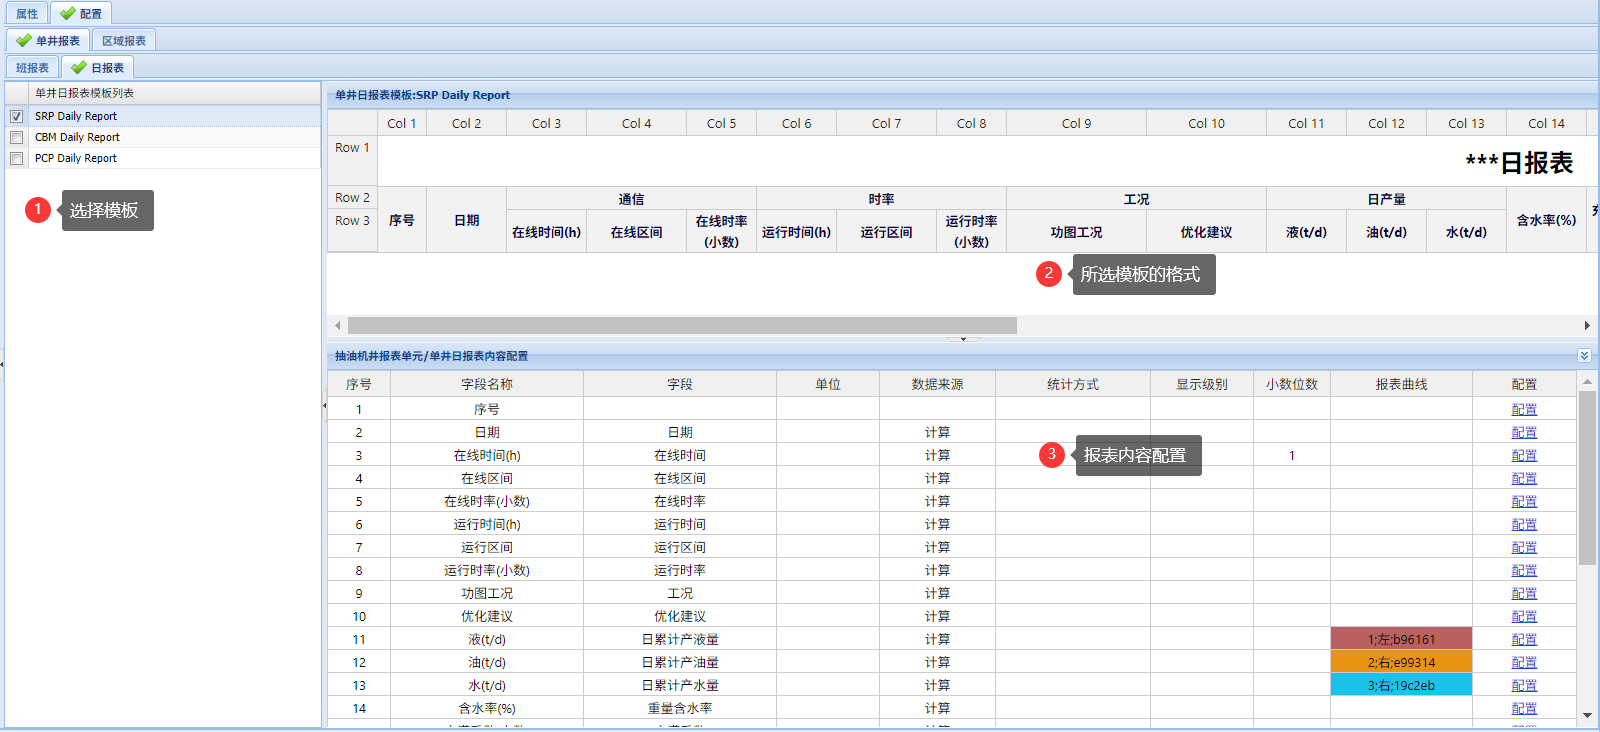 属性 配置
单井报表 区域报表
班报表 日报表
单井日报表模板列表
SRP Daily Report
CBM Daily Report
PCP Daily Report
1 选择模板
单井日报表模板:SRP Daily Report
Col 1 Col 2 Col 3 Col 4 Col 5 Col 6 Col 7 Col 8 Col 9 Col 10 Col 11 Col 12 Col 13 Col 14
Row 1 ***日报表
Row 2 序号 日期 通信 时率 工况 日产量 含水率(%)
Row 3 在线时间(h) 在线区间 在线时率(小数) 运行时间(h) 运行区间 运行时率(小数) 功图工况 优化建议 液(t/d) 油(t/d) 水(t/d)
2 所选模板的格式
抽油机井报表单元/单井日报表内容配置
序号 字段名称 字段 单位 数据来源 统计方式 显示级别 小数位数 报表曲线 配置
1 序号 配置
2 日期 日期 计算 配置
3 在线时间(h) 在线时间 计算 1 配置
3 报表内容配置
4 在线区间 在线区间 计算 配置
5 在线时率(小数) 在线时率 计算 配置
6 运行时间(h) 运行时间 计算 配置
7 运行区间 运行区间 计算 配置
8 运行时率(小数) 运行时率 计算 配置
9 功图工况 工况 计算 配置
10 优化建议 优化建议 计算 配置
11 液(t/d) 日累计产液量 计算 1;左;b96161 配置
12 油(t/d) 日累计产油量 计算 2;右;e99314 配置
13 水(t/d) 日累计产水量 计算 3;右;19c2eb 配置
14 含水率(%) 重量含水率 计算 配置